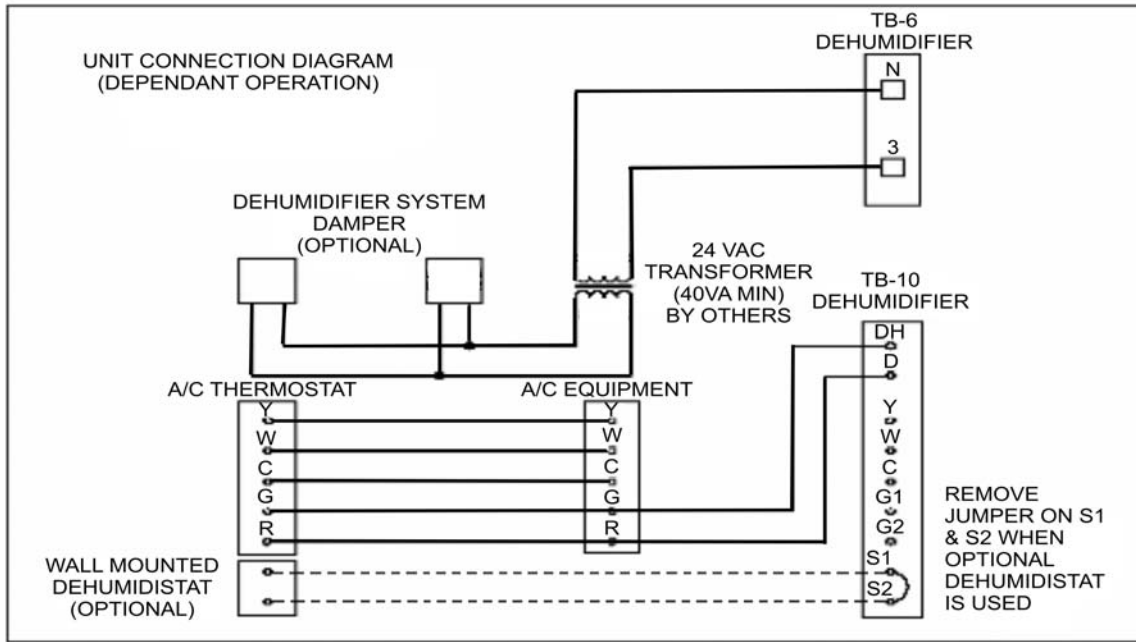 UNIT CONNECTION DIAGRAM
(DEPENDANT OPERATION)
TB-6
DEHUMIDIFIER
N
3
DEHUMIDIFIER SYSTEM
DAMPER
(OPTIONAL)
24 VAC
TRANSFORMER
(40VA MIN)
BY OTHERS
TB-10
DEHUMIDIFIER
DH
D
Y
W
C
G1
G2
S1
S2
A/C THERMOSTAT
Y
W
C
G
R
A/C EQUIPMENT
Y
W
C
G
R
WALL MOUNTED
DEHUMIDISTAT
(OPTIONAL)
REMOVE
JUMPER ON S1
& S2 WHEN
OPTIONAL
DEHUMIDISTAT
IS USED